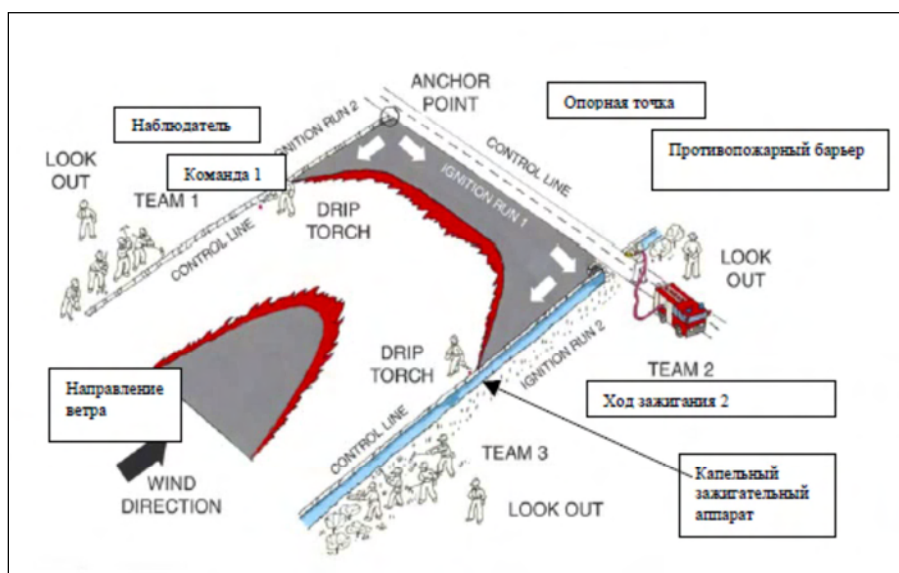 ANCHOR
POINT
Опорная точка
Наблюдатель
IGNITION RUN 2
CONTROL LINE
Противопожарный барьер
LOOK
OUT
Команда 1
TEAM 1
IGNITION RUN 1
DRIP
TORCH
CONTROL LINE
LOOK
OUT
DRIP
TORCH
IGNITION RUN 2
TEAM 2
Направление
ветра
Ход зажигания 2
CONTROL LINE
TEAM 3
WIND
DIRECTION
LOOK OUT
Капельный
зажигательный
аппарат